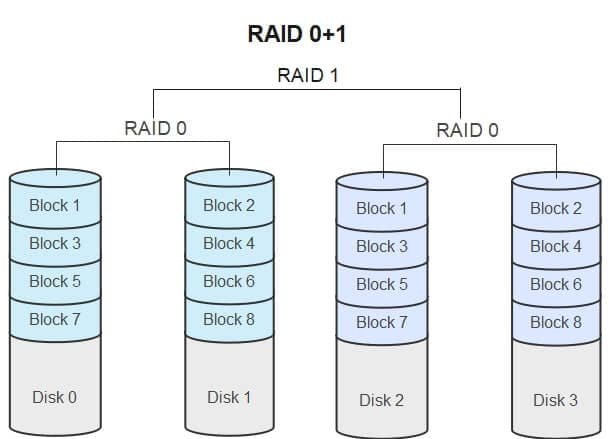 RAID 0+1
RAID 1
RAID 0
RAID 0
Block 1
Block 2
Block 1
Block 2
Block 3
Block 4
Block 3
Block 4
Block 5
Block 6
Block 5
Block 6
Block 7
Block 8
Block 7
Block 8
Disk 0
Disk 1
Disk 2
Disk 3